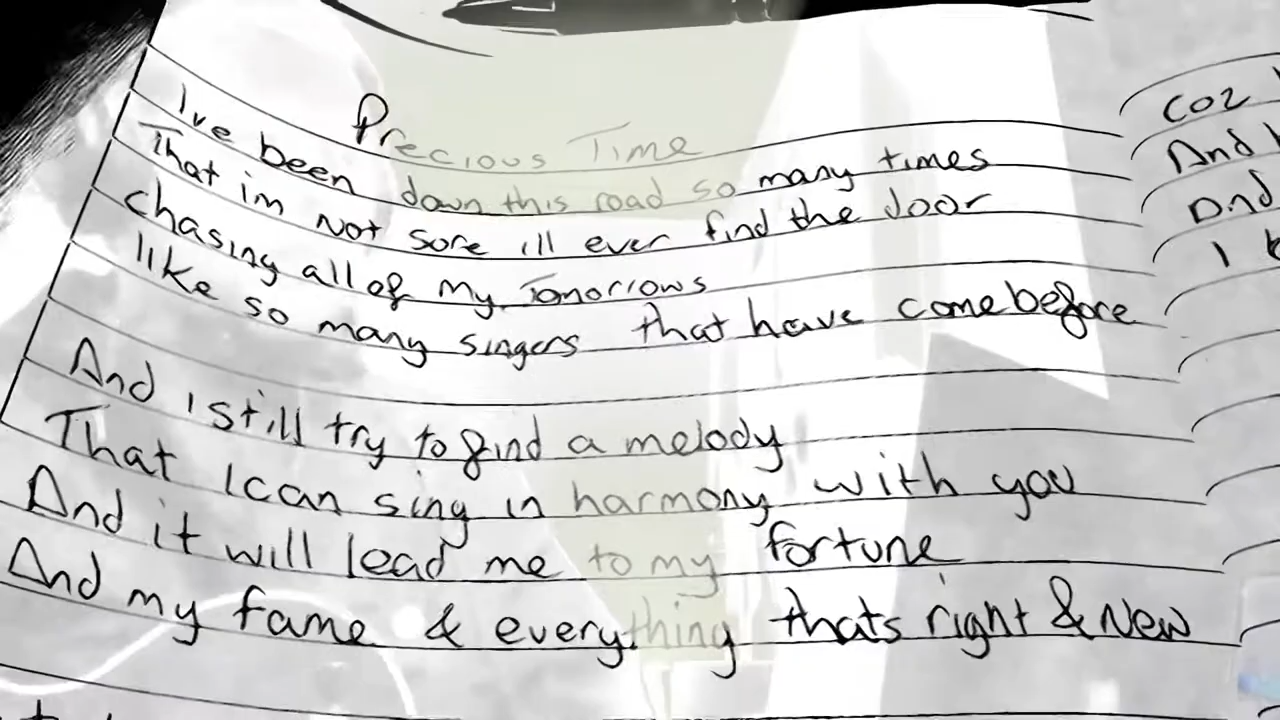 Precious Time
I've been down this road so many times
That im Not sure ill ever find the door
chasing all of my Tomorrows
like so many singers that have come before
And I still try to find a melody
That I can sing in harmony with you
And it will lead me to my fortune
And my fame & everything thats right & New
COZ
And
And
I